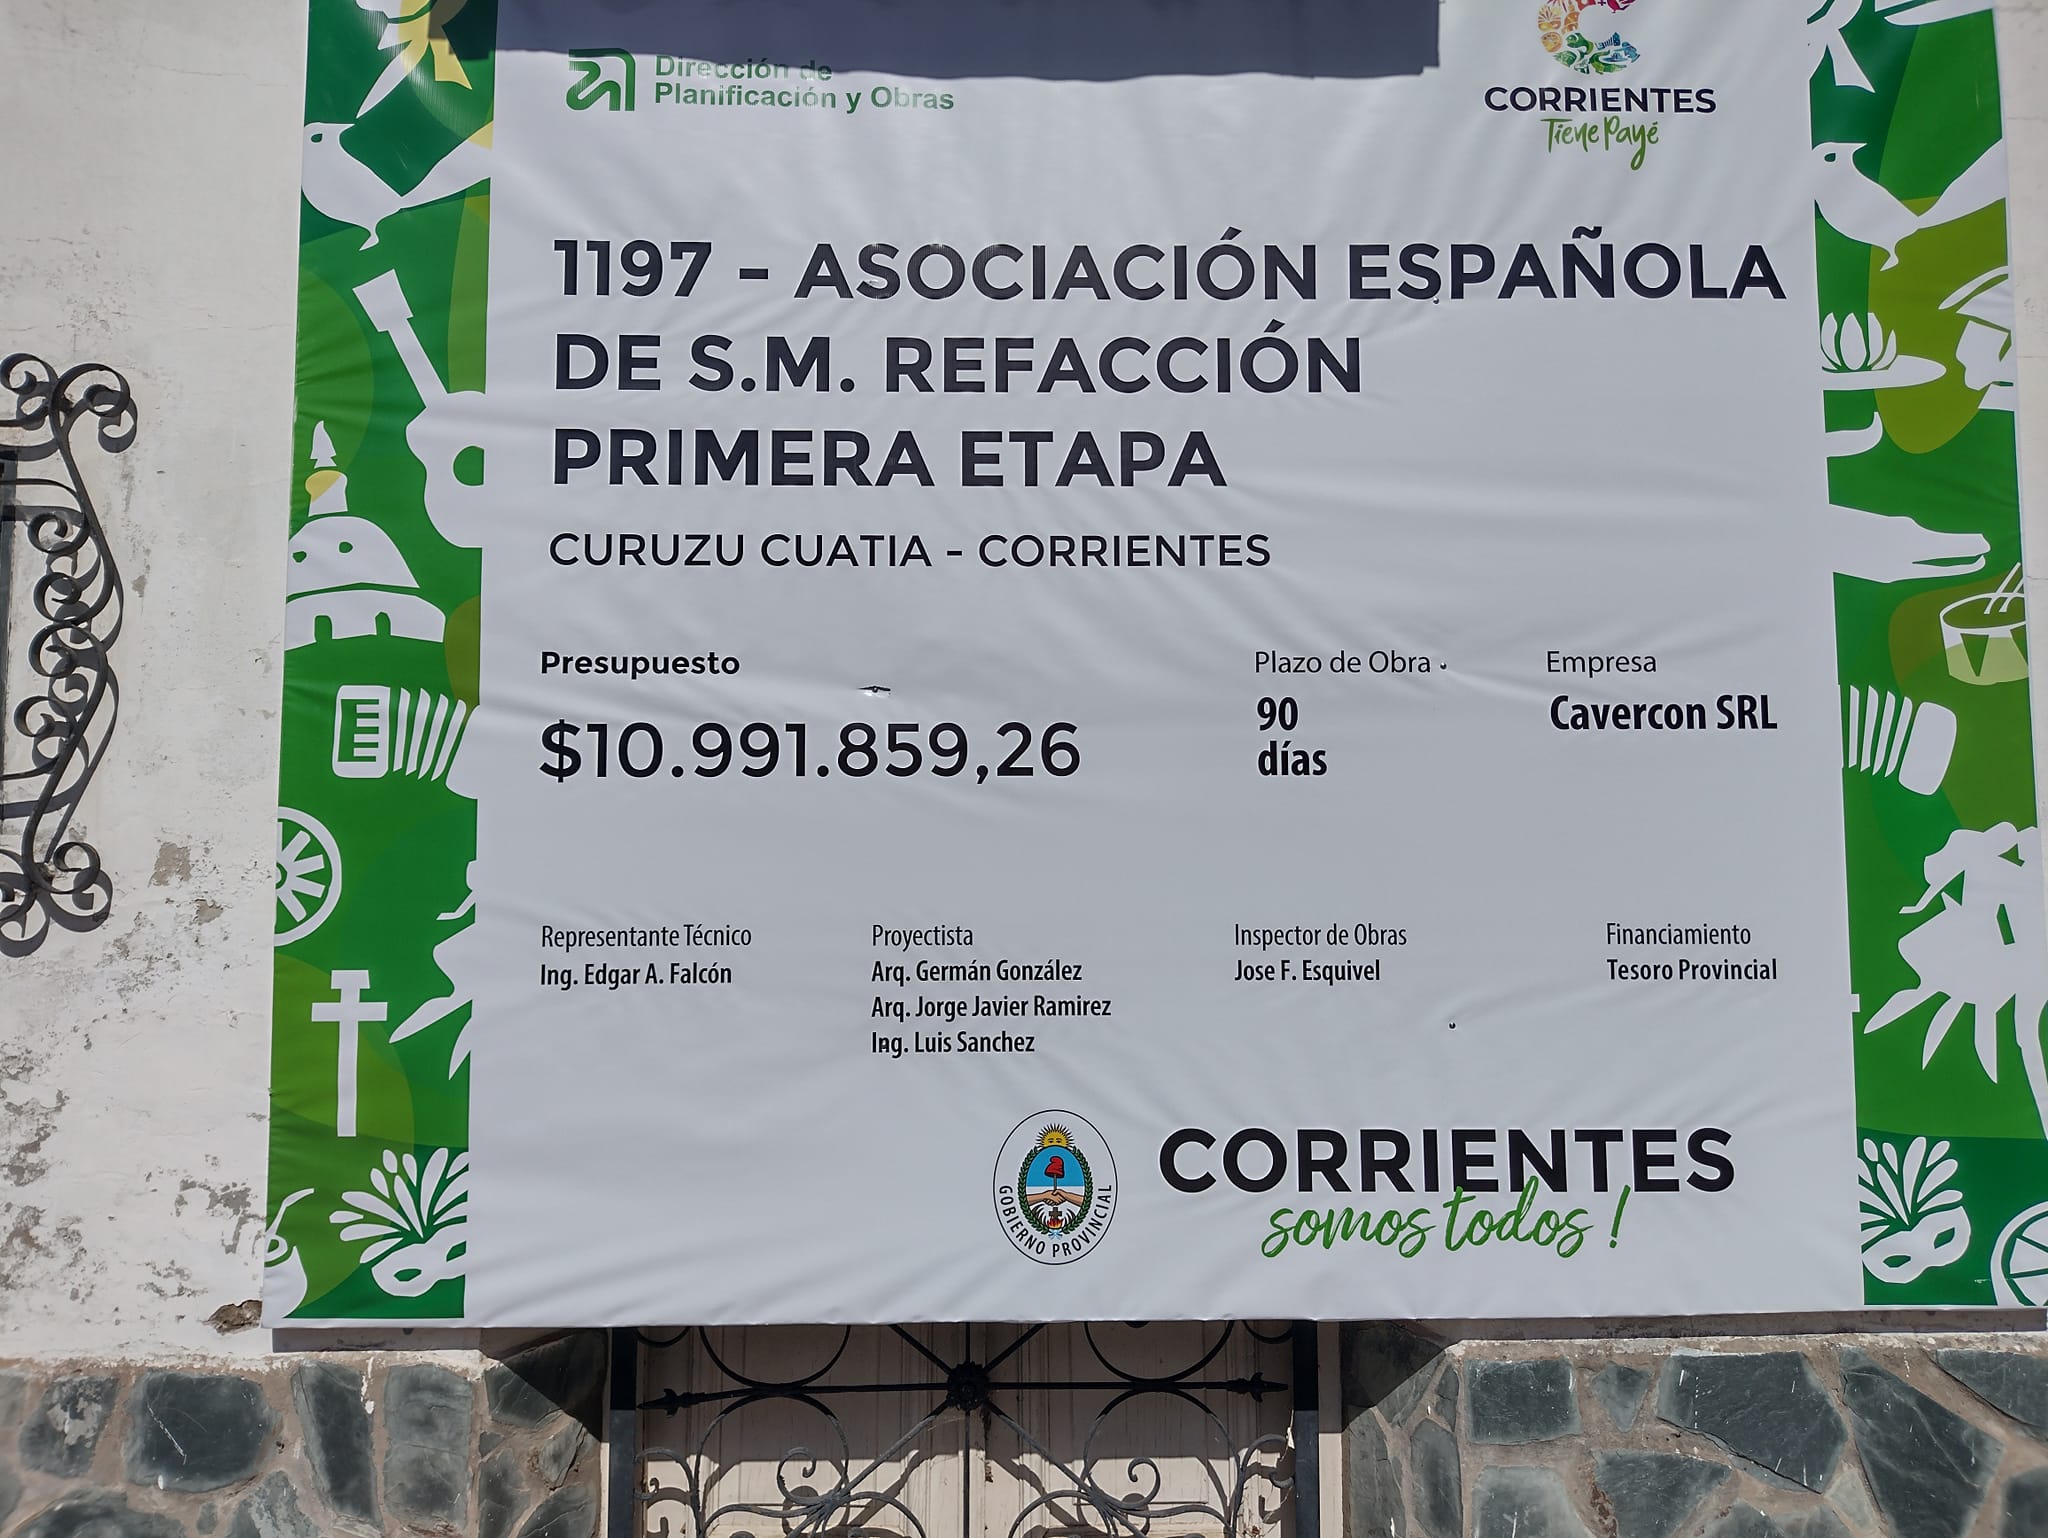 Dirección de
Planificación y Obras
CORRIENTES
Tiene Payé
1197 - ASOCIACIÓN ESPAÑOLA
DE S.M. REFACCIÓN
PRIMERA ETAPA
CURUZU CUATIA - CORRIENTES
Presupuesto
$10.991.859,26
Plazo de Obra
90
días
Empresa
Cavercon SRL
Representante Técnico
Ing. Edgar A. Falcón
Proyectista
Arq. Germán González
Arq. Jorge Javier Ramirez
Ing. Luis Sanchez
Inspector de Obras
Jose F. Esquivel
Financiamiento
Tesoro Provincial
GOBIERNO PROVINCIAL
CORRIENTES
somos todos !